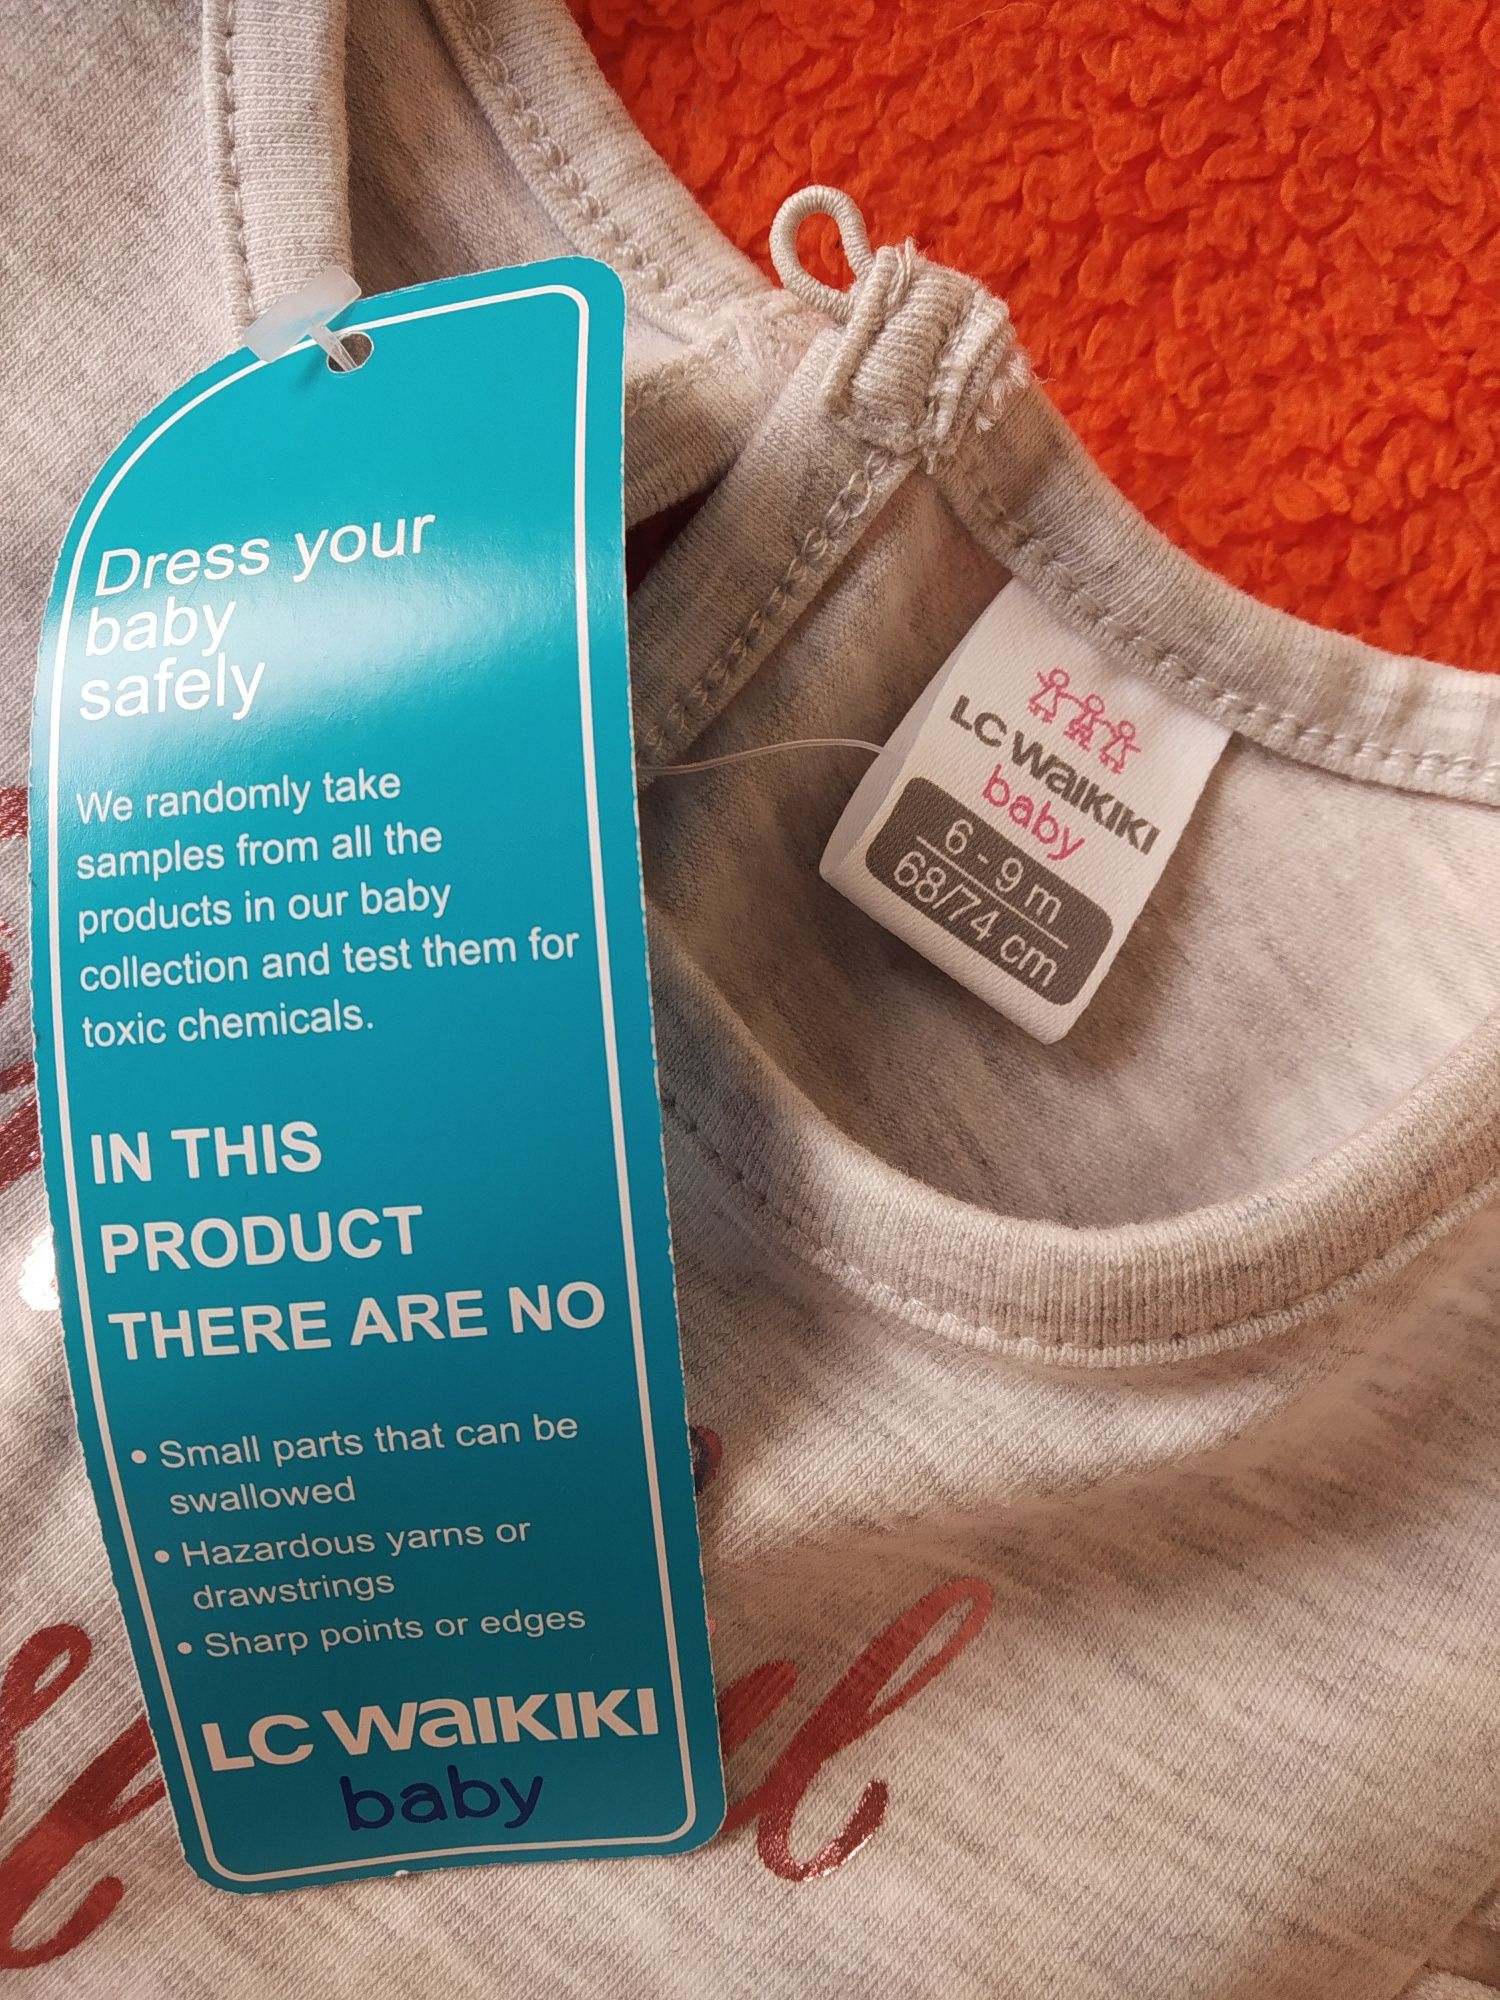 Dress your
baby
safely
We randomly take
samples from all the
products in our baby
collection and test them for
toxic chemicals.
IN THIS
PRODUCT
THERE ARE NO
• Small parts that can be
swallowed
• Hazardous yarns or
drawstrings
• Sharp points or edges
LC WAIKIKI
baby
LC WAIKIKI
baby
6 - 9 m
68/74 cm